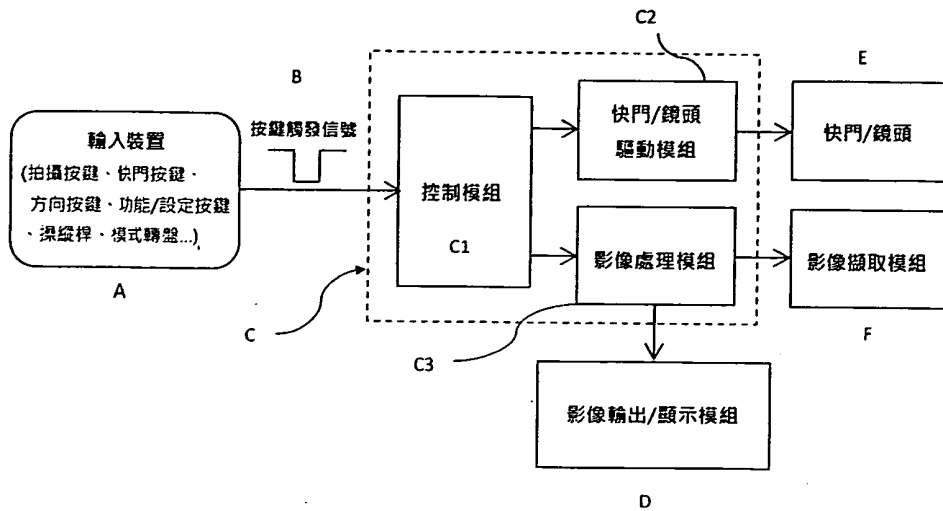 C2
B
E
輸入裝置
(拍攝按鍵、快門按鍵、
方向按鍵、功能/設定按鍵
、操縱桿、模式轉盤...)
A
按鍵觸發信號
控制模組
C1
快門/鏡頭
驅動模組
快門/鏡頭
影像處理模組
影像擷取模組
C
C3
F
影像輸出/顯示模組
D